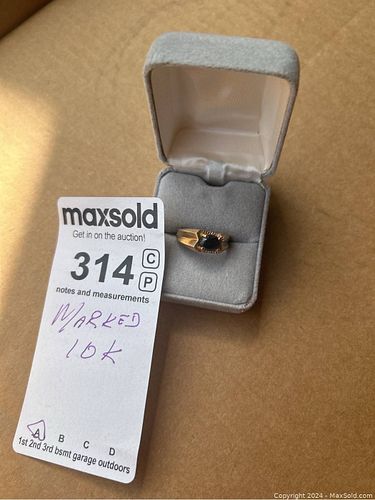 maxsold
Get in on the auction!
314 C
P
notes and measurements
MARKED
10K
A B C D
1st 2nd 3rd bsmt garage outdoors
Copyright © 2024 - MaxSold.com